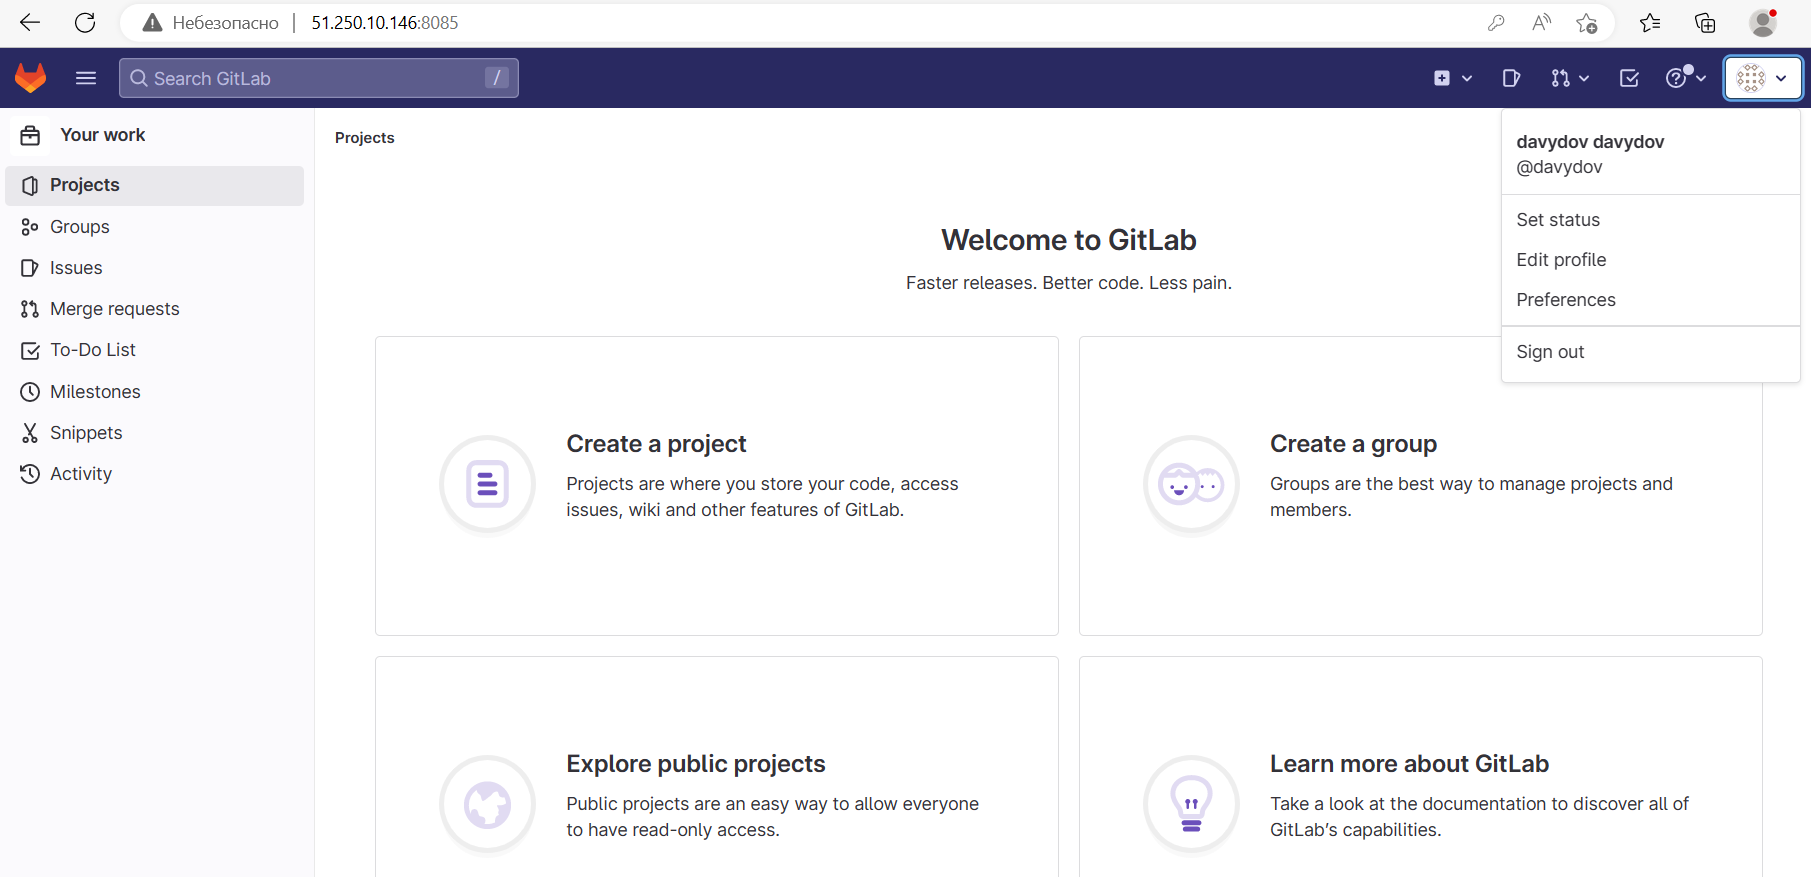 Небезопасно
51.250.10.146:8085
Search GitLab
/
Your work
Projects
Groups
Issues
Merge requests
To-Do List
Milestones
Snippets
Activity
Projects
Welcome to GitLab
Faster releases. Better code. Less pain.
Create a project
Projects are where you store your code, access
issues, wiki and other features of GitLab.
Create a group
Groups are the best way to manage projects and
members.
Explore public projects
Public projects are an easy way to allow everyone
to have read-only access.
Learn more about GitLab
Take a look at the documentation to discover all of
GitLab’s capabilities.
davydov davydov
@davydov
Set status
Edit profile
Preferences
Sign out